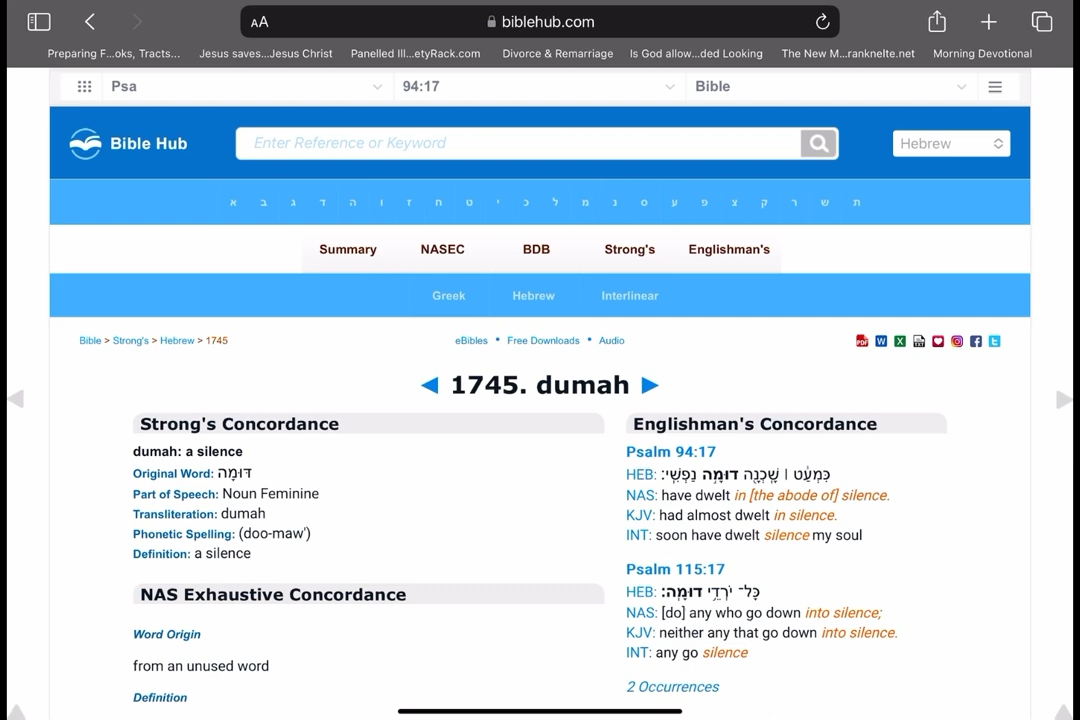 AA
biblehub.com
Preparing F...oks, Tracts...
Jesus saves...Jesus Christ
Panelled Ill...etyRack.com
Divorce & Remarriage
Is God allow...ded Looking
The New M...ranknelte.net
Morning Devotional
Psa
94:17
Bible
Bible Hub
Enter Reference or Keyword
Hebrew
א ב ג ד ה ו ז ח ט י כ ל מ נ ס ע פ צ ק ר ש ת
Summary NASEC BDB Strong's Englishman's
Greek Hebrew Interlinear
Bible > Strong's > Hebrew > 1745
eBibles • Free Downloads • Audio
◄ 1745. dumah ►
Strong's Concordance
dumah: a silence
Original Word: דּוּמָה
Part of Speech: Noun Feminine
Transliteration: dumah
Phonetic Spelling: (doo-maw')
Definition: a silence
NAS Exhaustive Concordance
Word Origin
from an unused word
Definition
Englishman's Concordance
Psalm 94:17
HEB: כִּמְעַ֓ט ׀ שָֽׁכְנָ֖ה דוּמָ֣ה נַפְשִֽׁי׃
NAS: have dwelt in [the abode of] silence.
KJV: had almost dwelt in silence.
INT: soon have dwelt silence my soul
Psalm 115:17
HEB: כָּל־ יֹרְדֵ֥י דוּמָֽה׃
NAS: [do] any who go down into silence;
KJV: neither any that go down into silence.
INT: any go silence
2 Occurrences